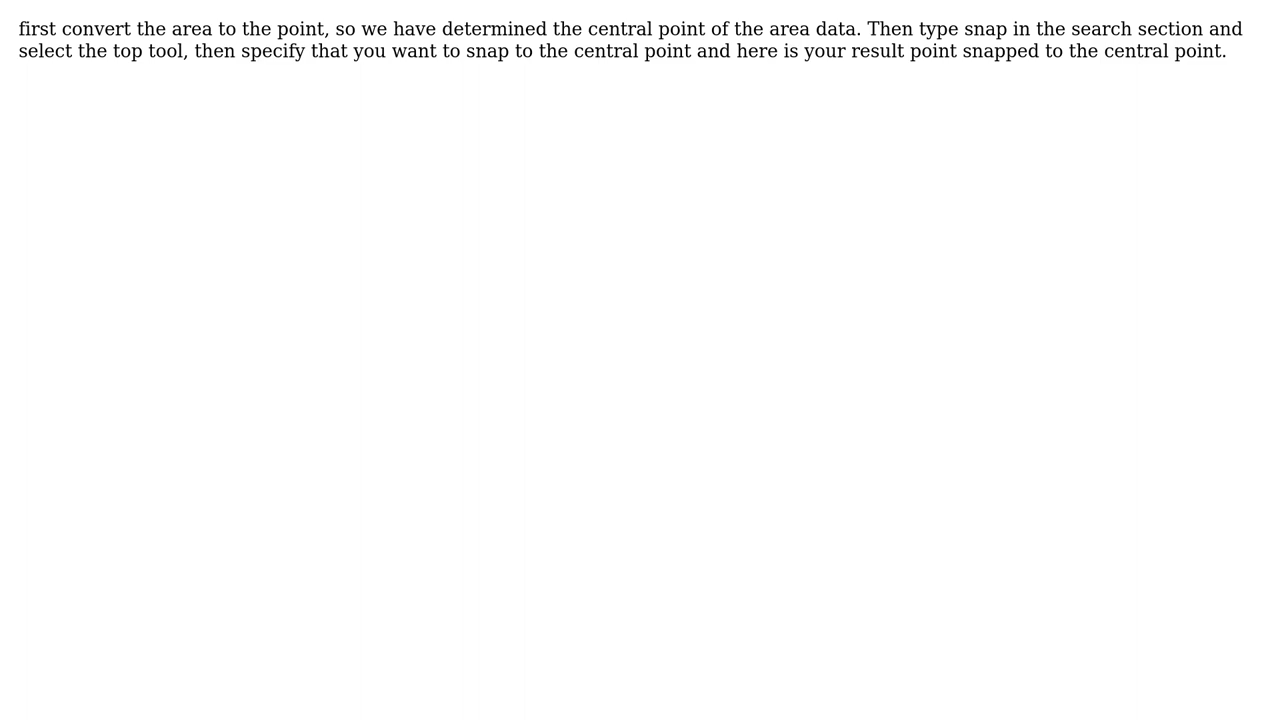 first convert the area to the point, so we have determined the central point of the area data. Then type snap in the search section and
select the top tool, then specify that you want to snap to the central point and here is your result point snapped to the central point.